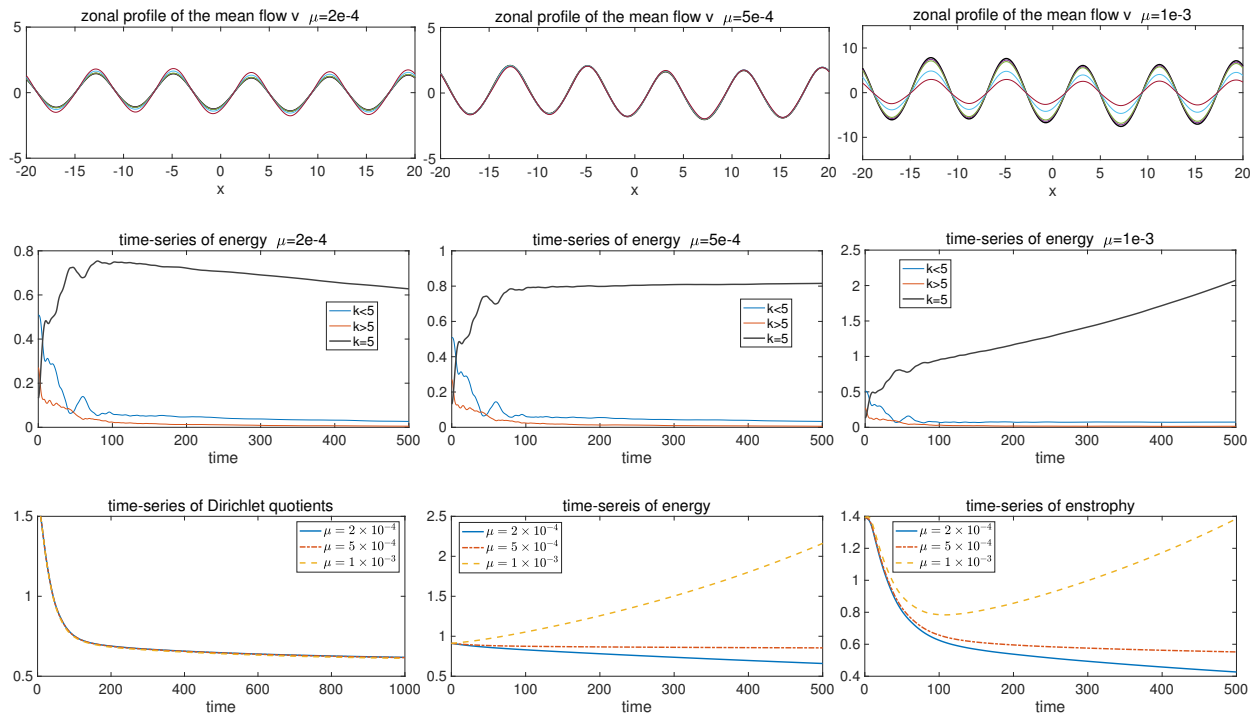 zonal profile of the mean flow v μ=2e-4
zonal profile of the mean flow v μ=5e-4
zonal profile of the mean flow v μ=1e-3
5
0
-5
-20 -15 -10 -5 0 5 10 15 20
x
5
0
-5
-20 -15 -10 -5 0 5 10 15 20
x
10
0
-10
-20 -15 -10 -5 0 5 10 15 20
x
time-series of energy μ=2e-4
time-series of energy μ=5e-4
time-series of energy μ=1e-3
0.8
0.6
0.4
0.2
0
k<5
k>5
k=5
0 100 200 300 400 500
time
1
0.8
0.6
0.4
0.2
0
k<5
k>5
k=5
0 100 200 300 400 500
time
2.5
2
1.5
1
0.5
0
k<5
k>5
k=5
0 100 200 300 400 500
time
time-series of Dirichlet quotients
time-sereis of energy
time-series of enstrophy
1.5
1
0.5
μ = 2 × 10⁻⁴
μ = 5 × 10⁻⁴
μ = 1 × 10⁻³
0 200 400 600 800 1000
time
2.5
2
1.5
1
0.5
μ = 2 × 10⁻⁴
μ = 5 × 10⁻⁴
μ = 1 × 10⁻³
0 100 200 300 400 500
time
1.4
1.2
1
0.8
0.6
0.4
μ = 2 × 10⁻⁴
μ = 5 × 10⁻⁴
μ = 1 × 10⁻³
0 100 200 300 400 500
time